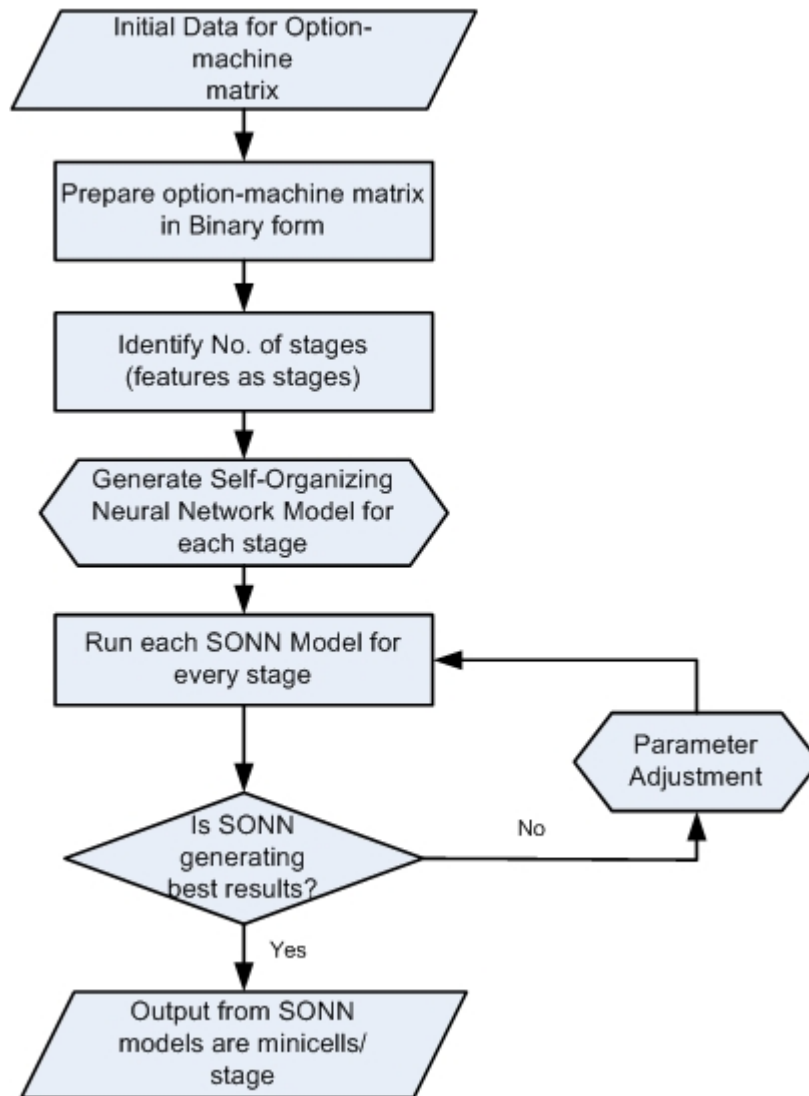 Initial Data for Option-
machine
matrix
Prepare option-machine matrix
in Binary form
Identify No. of stages
(features as stages)
Generate Self-Organizing
Neural Network Model for
each stage
Run each SONN Model for
every stage
Parameter
Adjustment
Is SONN
generating
best results?
No
Yes
Output from SONN
models are minicells/
stage